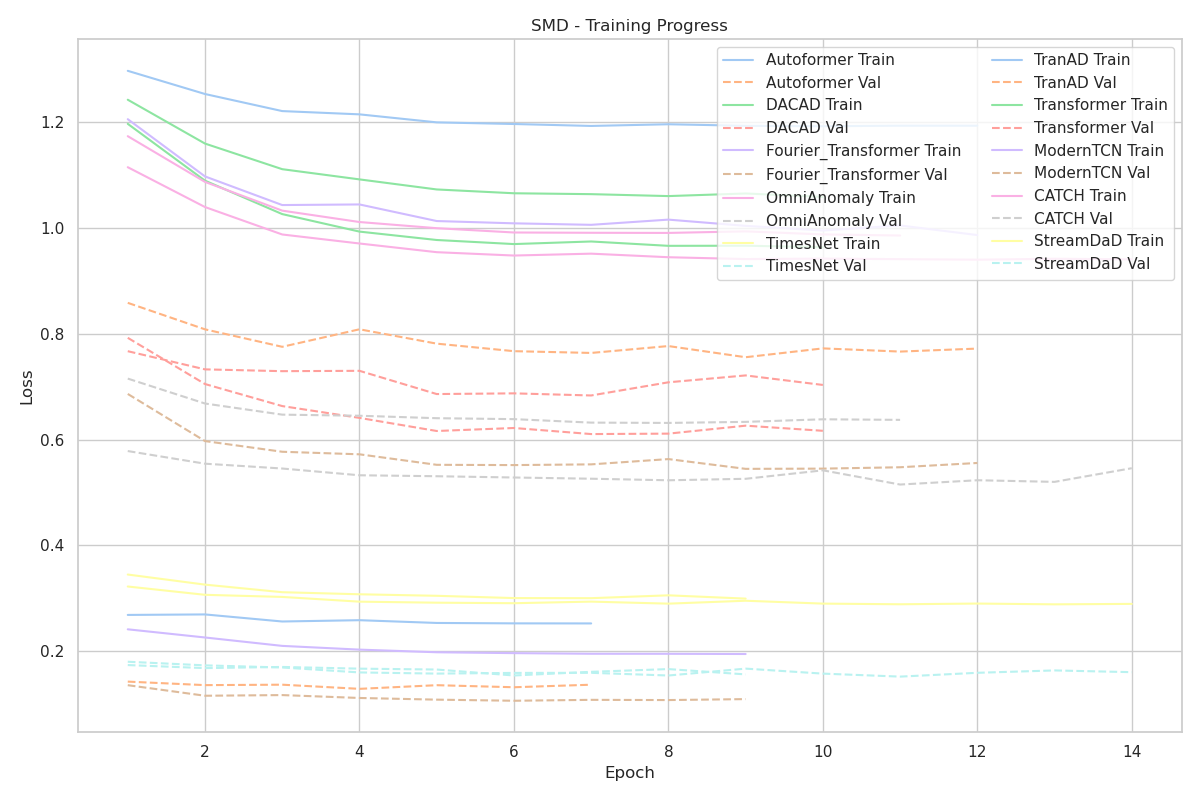 SMD - Training Progress
Autoformer Train
Autoformer Val
DACAD Train
DACAD Val
Fourier_Transformer Train
Fourier_Transformer Val
OmniAnomaly Train
OmniAnomaly Val
TimesNet Train
TimesNet Val
TranAD Train
TranAD Val
Transformer Train
Transformer Val
ModernTCN Train
ModernTCN Val
CATCH Train
CATCH Val
StreamDaD Train
StreamDaD Val
Loss
1.2
1.0
0.8
0.6
0.4
0.2
2
4
6
8
10
12
14
Epoch